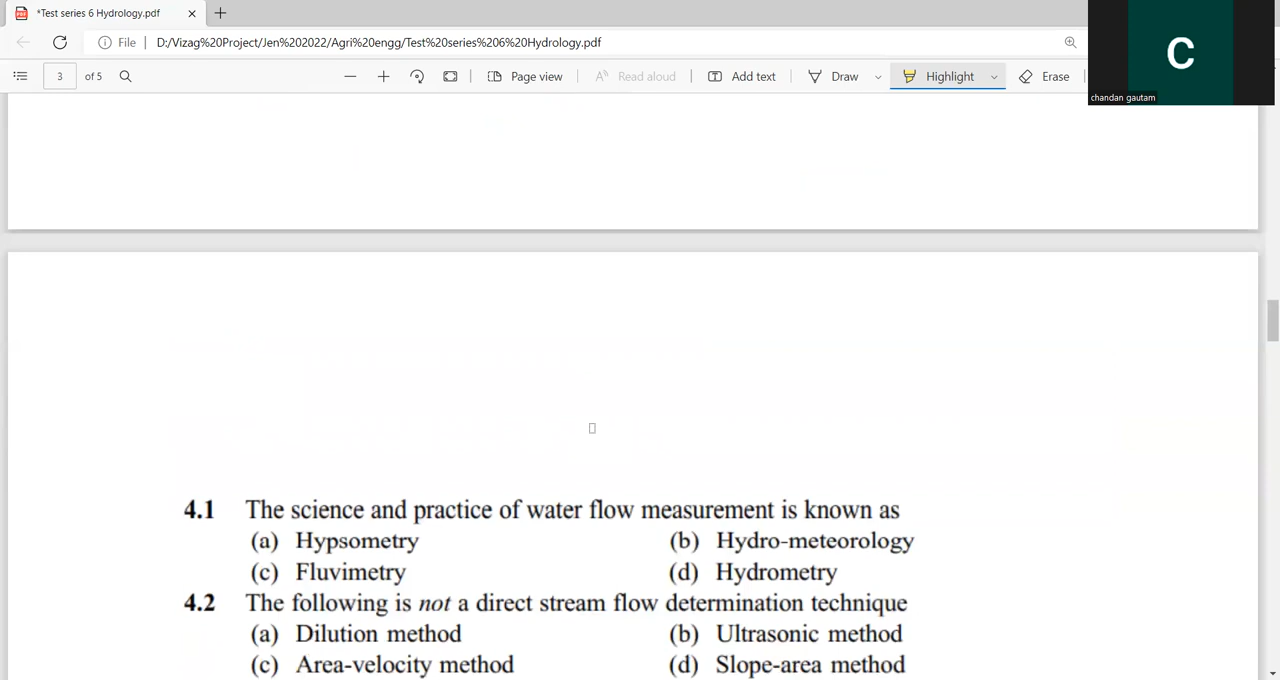 *Test series 6 Hydrology.pdf
File D:/Vizag%20Project/Jen%202022/Agri%20engg/Test%20series%206%20Hydrology.pdf
3 of 5 Page view Read aloud Add text Draw Highlight Erase
C
chandan gautam
4.1 The science and practice of water flow measurement is known as
(a) Hypsometry (b) Hydro-meteorology
(c) Fluvimetry (d) Hydrometry
4.2 The following is not a direct stream flow determination technique
(a) Dilution method (b) Ultrasonic method
(c) Area-velocity method (d) Slope-area method